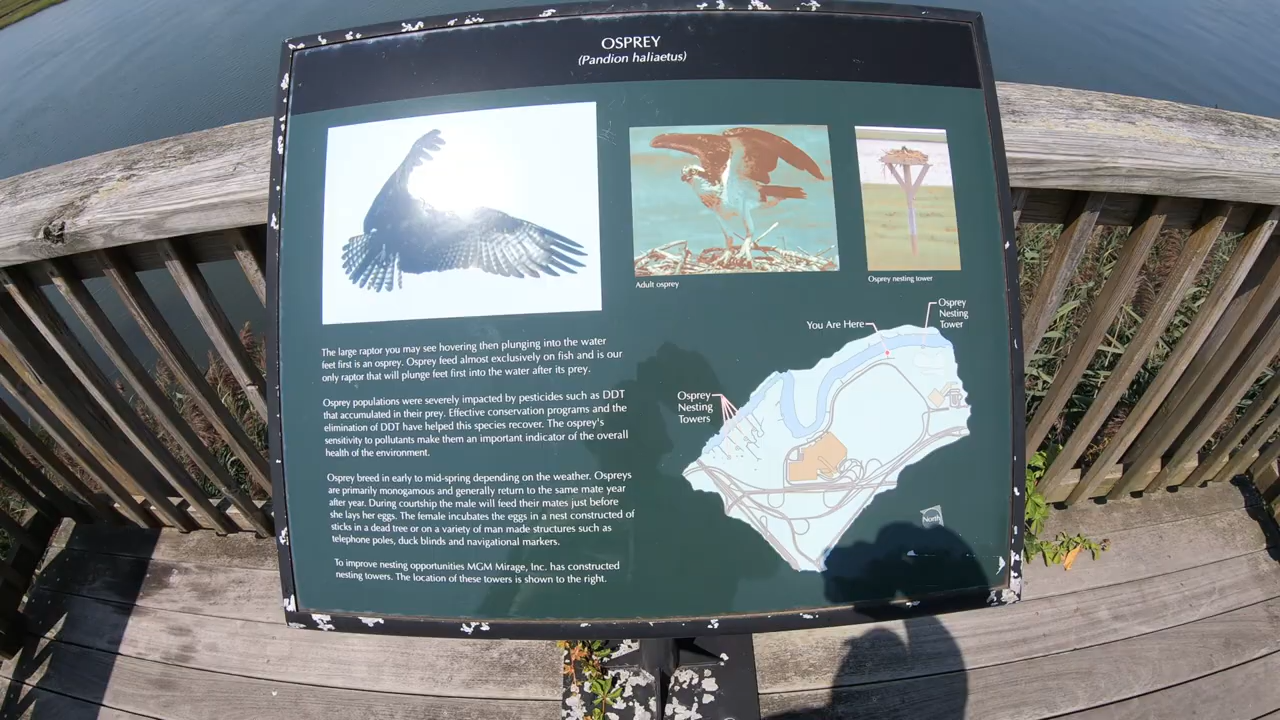 OSPREY
(Pandion haliaetus)
Adult osprey
Osprey nesting tower
The large raptor you may see hovering then plunging into the water
feet first is an osprey. Osprey feed almost exclusively on fish and is our
only raptor that will plunge feet first into the water after its prey.
Osprey populations were severely impacted by pesticides such as DDT
that accumulated in their prey. Effective conservation programs and the
elimination of DDT have helped this species recover. The osprey's
sensitivity to pollutants make them an important indicator of the overall
health of the environment.
Osprey breed in early to mid-spring depending on the weather. Ospreys
are primarily monogamous and generally return to the same mate year
after year. During courtship the male will feed their mates just before
she lays her eggs. The female incubates the eggs in a nest constructed of
sticks in a dead tree or on a variety of man made structures such as
telephone poles, duck blinds and navigational markers.
To improve nesting opportunities MGM Mirage, Inc. has constructed
nesting towers. The location of these towers is shown to the right.
You Are Here
Osprey
Nesting
Tower
Osprey
Nesting
Towers
North